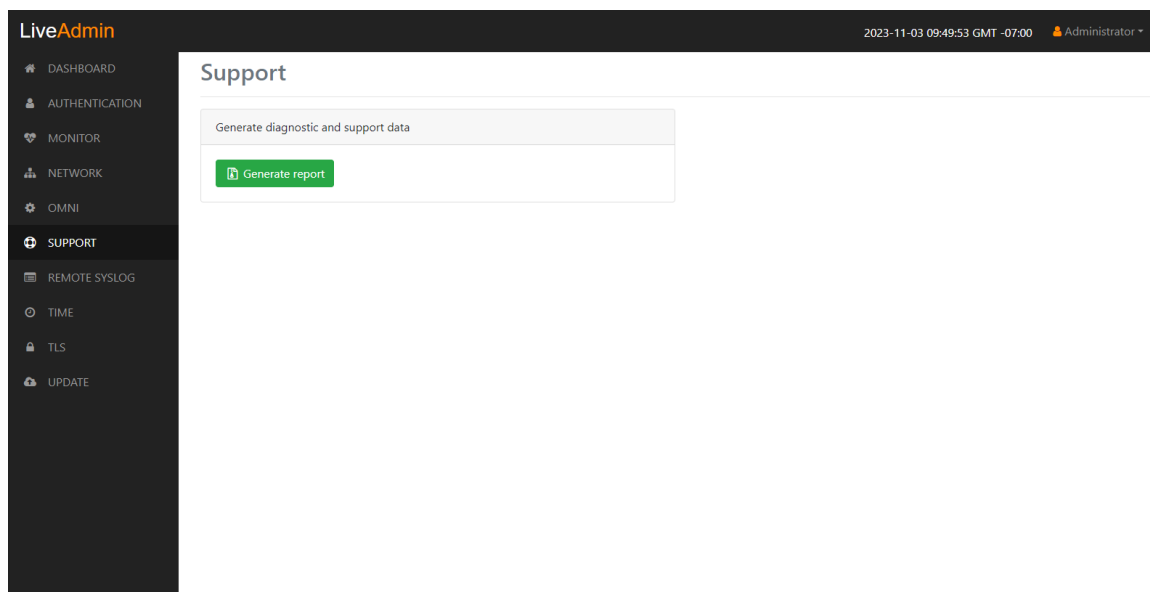 LiveAdmin
2023-11-03 09:49:53 GMT -07:00
Administrator
DASHBOARD
AUTHENTICATION
MONITOR
NETWORK
OMNI
SUPPORT
REMOTE SYSLOG
TIME
TLS
UPDATE
Support
Generate diagnostic and support data
Generate report